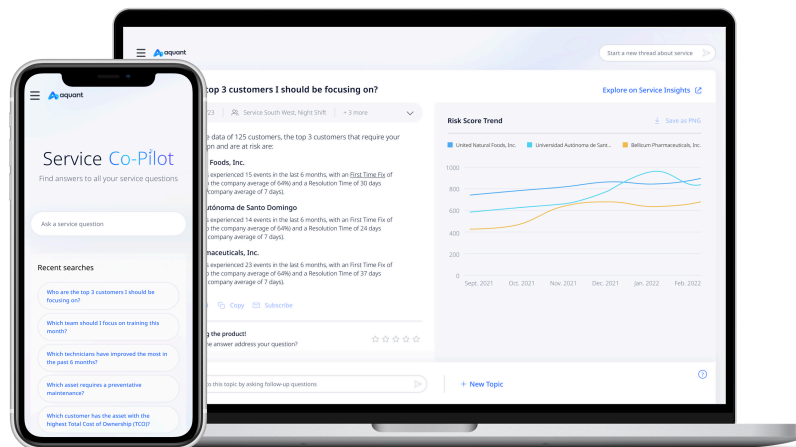 aquant
Service Co-Pilot
Find answers to all your service questions
Ask a service question
Recent searches
Who are the top 3 customers I should be
focusing on?
Which team should I focus on training this
month?
Which technicians have improved the most in
the past 6 months?
Which asset requires a preventative
maintenance?
Which customer has the asset with the
highest Total Cost of Ownership (TCO)?
aquant
Start a new thread about service
top 3 customers I should be focusing on?
Explore on Service Insights
23
Service South West, Night Shift
+ 3 more
data of 125 customers, the top 3 customers that require your
and are at risk are:
Foods, Inc.
experienced 15 events in the last 6 months, with an First Time Fix of
the company average of 64%) and a Resolution Time of 30 days
company average of 7 days).
utónoma de Santo Domingo
experienced 14 events in the last 6 months, with an First Time Fix of
the company average of 64%) and a Resolution Time of 24 days
company average of 7 days).
maceuticals, Inc.
experienced 23 events in the last 6 months, with an First Time Fix of
the company average of 64%) and a Resolution Time of 37 days
company average of 7 days).
Copy
Subscribe
g the product!
the answer address your question?
to this topic by asking follow-up questions
+ New Topic
Risk Score Trend
Save as PNG
United Natural Foods, Inc.
Universidad Autónoma de Sant...
Bellicum Pharmaceuticals, Inc.
1000
800
600
400
200
0
Sept. 2021
Oct. 2021
Nov. 2021
Dec. 2021
Jan. 2022
Feb. 2022
?